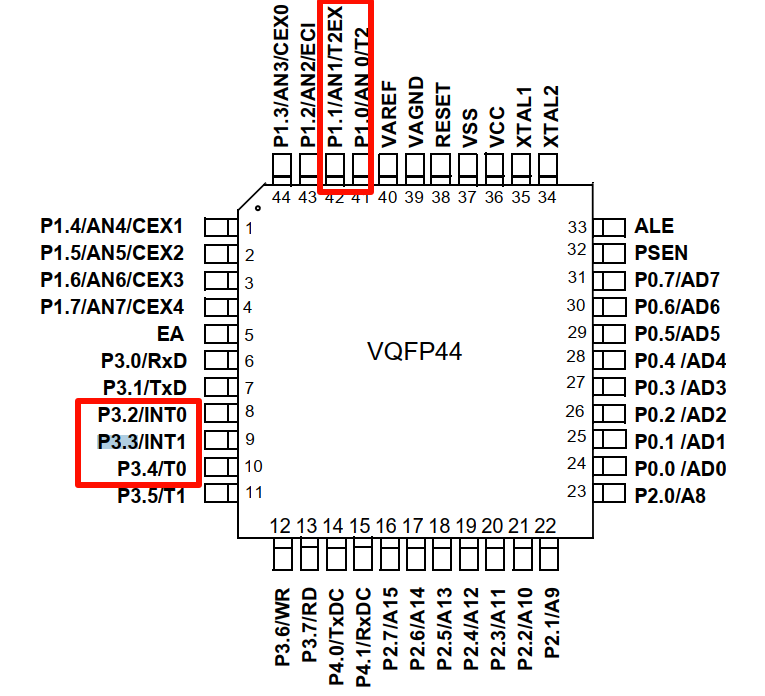 P1.3/AN3/CEX0
P1.2/AN2/ECI
P1.1/AN1/T2EX
P1.0/AN 0/T2
VAREF
VAGND
RESET
VSS
VCC
XTAL1
XTAL2
44 43 42 41 40 39 38 37 36 35 34
P1.4/AN4/CEX1 1
P1.5/AN5/CEX2 2
P1.6/AN6/CEX3 3
P1.7/AN7/CEX4 4
EA 5
P3.0/RxD 6
P3.1/TxD 7
P3.2/INT0 8
P3.3/INT1 9
P3.4/T0 10
P3.5/T1 11
VQFP44
33 ALE
32 PSEN
31 P0.7/AD7
30 P0.6/AD6
29 P0.5/AD5
28 P0.4 /AD4
27 P0.3 /AD3
26 P0.2 /AD2
25 P0.1 /AD1
24 P0.0 /AD0
23 P2.0/A8
12 13 14 15 16 17 18 19 20 21 22
P3.6/WR
P3.7/RD
P4.0/TxDC
P4.1/RxDC
P2.7/A15
P2.6/A14
P2.5/A13
P2.4/A12
P2.3/A11
P2.2/A10
P2.1/A9